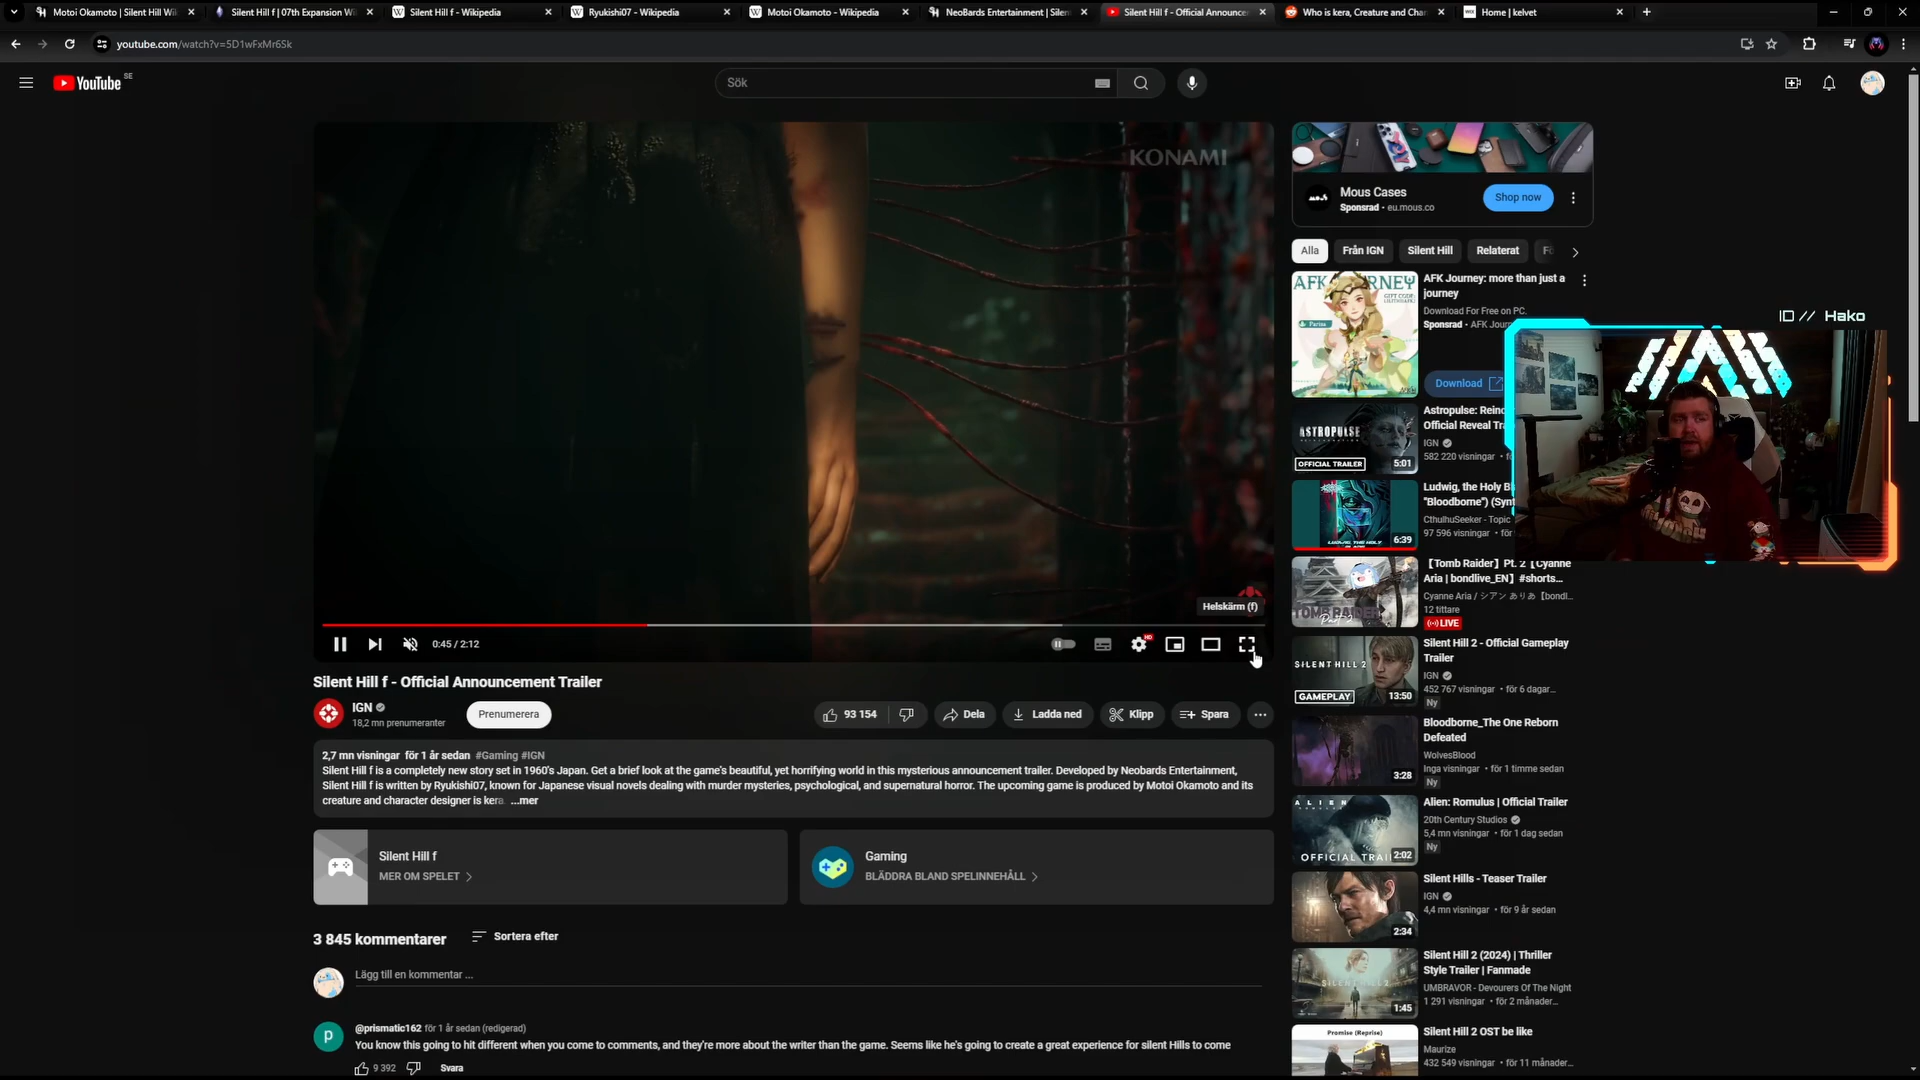 Motoi Okamoto | Silent Hill Wik
Silent Hill f | 07th Expansion Wi
Silent Hill f - Wikipedia
Ryukishi07 - Wikipedia
Motoi Okamoto - Wikipedia
NeoBards Entertainment | Silen
Silent Hill f - Official Announce
Who is kera, Creature and Char
Home | kelvet
youtube.com/watch?v=5D1wFxMr6Sk
YouTube SE
Sök
KONAMI
Mous Cases
Sponsrad • eu.mous.co
Shop now
Alla
Från IGN
Silent Hill
Relaterat
AFK JOURNEY
AFK Journey: more than just a
journey
Download For Free on PC.
Sponsrad • AFK Journ
Download
ID // Hako
ASTROPULSE
OFFICIAL TRAILER
5:01
Astropulse: Reinc
Official Reveal Tra
IGN
582 220 visningar
6:39
Ludwig, the Holy B
"Bloodborne") (Synt
CthulhuSeeker - Topic
97 596 visningar • för
TOMB RAIDER
Part 2
【Tomb Raider】Pt. 2【Cyanne
Aria | bondlive_EN】#shorts...
Cyanne Aria / シアン ありあ【bondl...
12 tittare
LIVE
Helskärm (f)
0:45 / 2:12
HD
Silent Hill f - Official Announcement Trailer
IGN
18,2 mn prenumeranter
Prenumerera
93 154
Dela
Ladda ned
Klipp
Spara
2,7 mn visningar för 1 år sedan #Gaming #IGN
Silent Hill f is a completely new story set in 1960's Japan. Get a brief look at the game's beautiful, yet horrifying world in this mysterious announcement trailer. Developed by Neobards Entertainment,
Silent Hill f is written by Ryukishi07, known for Japanese visual novels dealing with murder mysteries, psychological, and supernatural horror. The upcoming game is produced by Motoi Okamoto and its
creature and character designer is kera. ...mer
Silent Hill f
MER OM SPELET
Gaming
BLÄDDRA BLAND SPELINNEHÅLL
3 845 kommentarer
Sortera efter
Lägg till en kommentar ...
p
@prismatic162 för 1 år sedan (redigerad)
You know this going to hit different when you come to comments, and they're more about the writer than the game. Seems like he's going to create a great experience for silent Hills to come
9 392
Svara
SILENT HILL 2
GAMEPLAY
13:50
Silent Hill 2 - Official Gameplay
Trailer
IGN
452 767 visningar • för 6 dagar...
Ny
3:28
Bloodborne_The One Reborn
Defeated
WolvesBlood
Inga visningar • för 1 timme sedan
Ny
ALIEN
OFFICIAL TRAI
2:02
Alien: Romulus | Official Trailer
20th Century Studios
5,4 mn visningar • för 1 dag sedan
Ny
2:34
Silent Hills - Teaser Trailer
IGN
4,4 mn visningar • för 9 år sedan
SILENT HILL 2
1:45
Silent Hill 2 (2024) | Thriller
Style Trailer | Fanmade
UMBRAVOR - Devourers Of The Night
1 291 visningar • för 2 månader...
Promise (Reprise)
Silent Hill 2 OST be like
Maurize
432 549 visningar • för 11 månader...